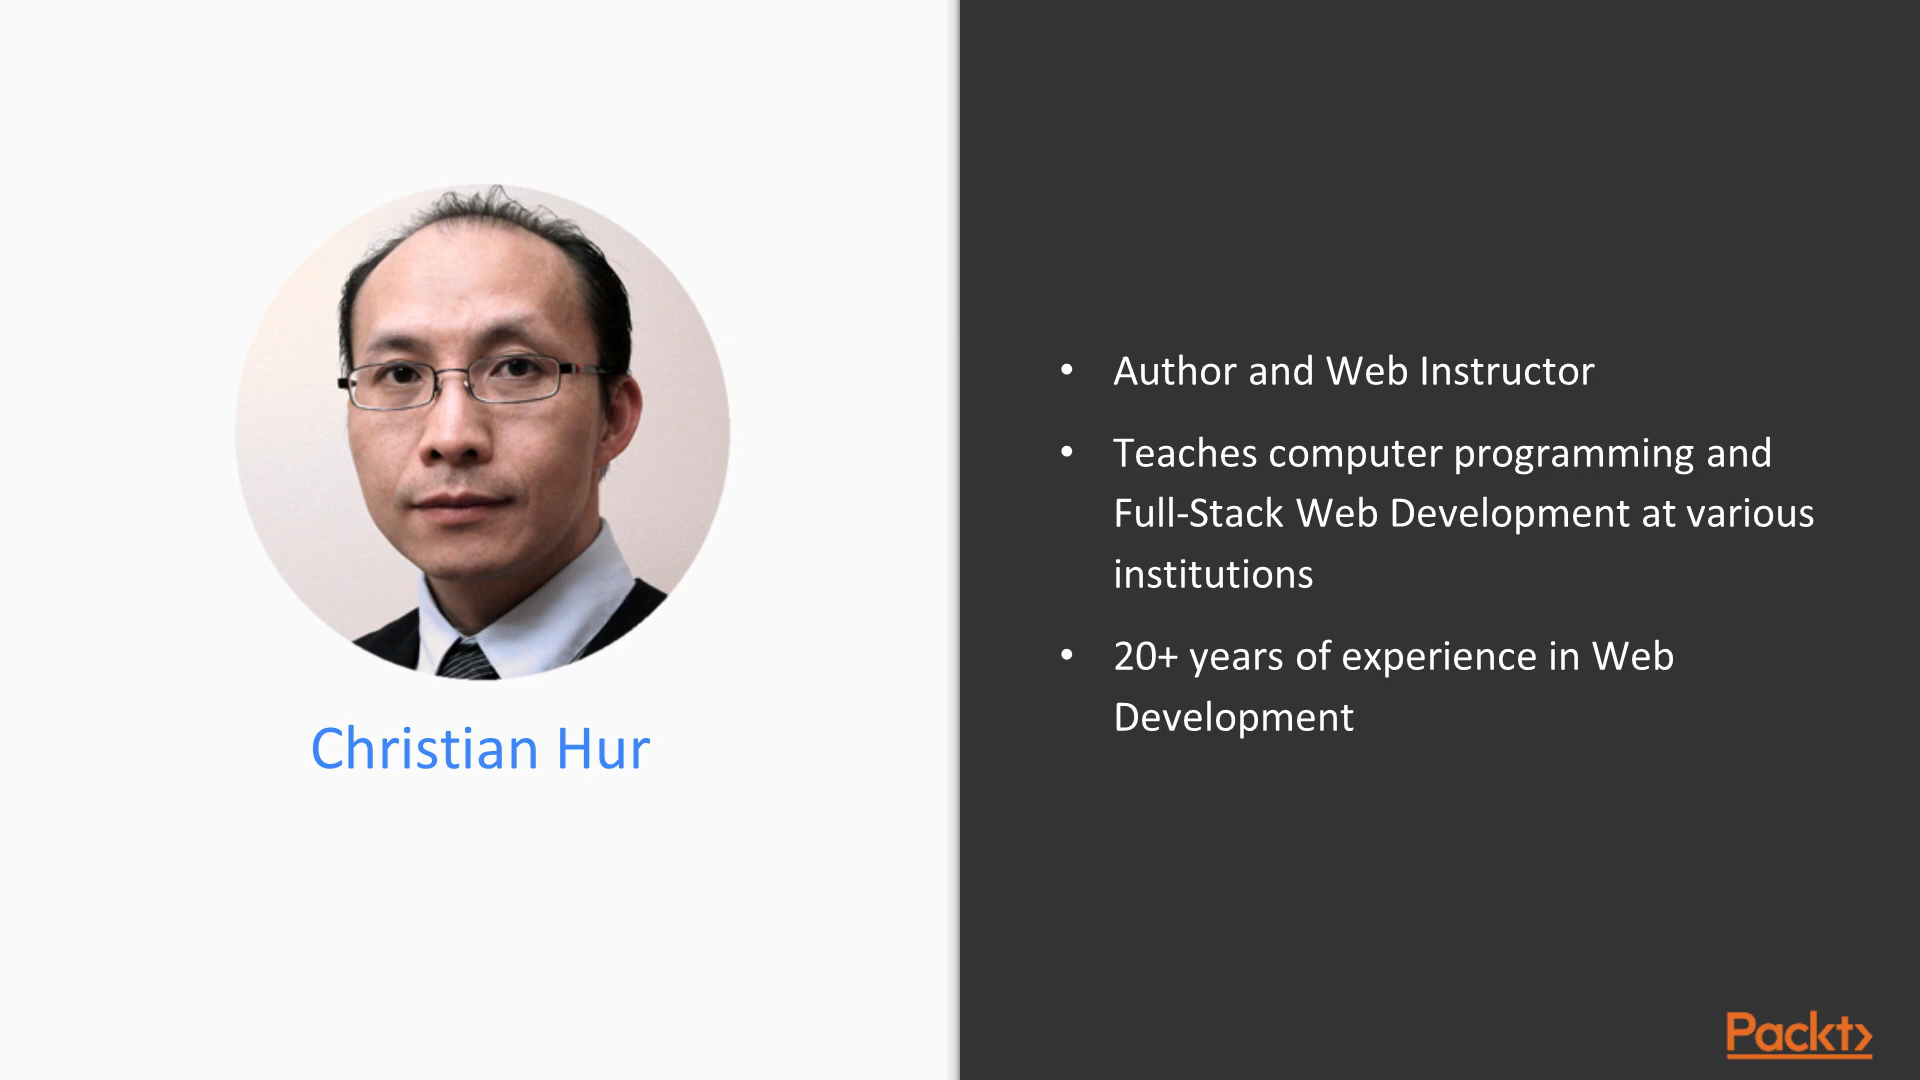 Christian Hur
• Author and Web Instructor
• Teaches computer programming and
Full-Stack Web Development at various
institutions
• 20+ years of experience in Web
Development
Packt>